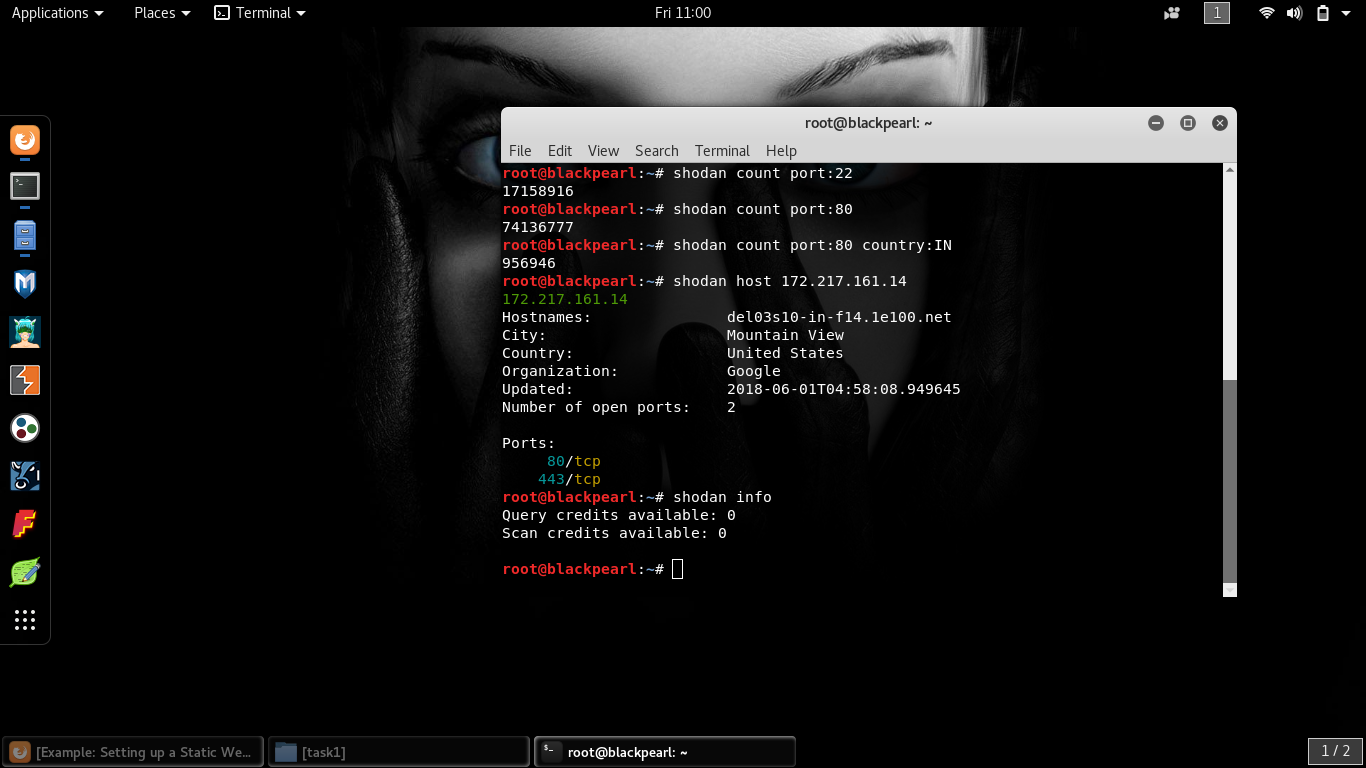 Applications Places Terminal Fri 11:00 1
root@blackpearl: ~
File Edit View Search Terminal Help
root@blackpearl:~# shodan count port:22
17158916
root@blackpearl:~# shodan count port:80
74136777
root@blackpearl:~# shodan count port:80 country:IN
956946
root@blackpearl:~# shodan host 172.217.161.14
172.217.161.14
Hostnames: del03s10-in-f14.1e100.net
City: Mountain View
Country: United States
Organization: Google
Updated: 2018-06-01T04:58:08.949645
Number of open ports: 2
Ports:
80/tcp
443/tcp
root@blackpearl:~# shodan info
Query credits available: 0
Scan credits available: 0
root@blackpearl:~#
[Example: Setting up a Static We... [task1] root@blackpearl: ~ 1 / 2